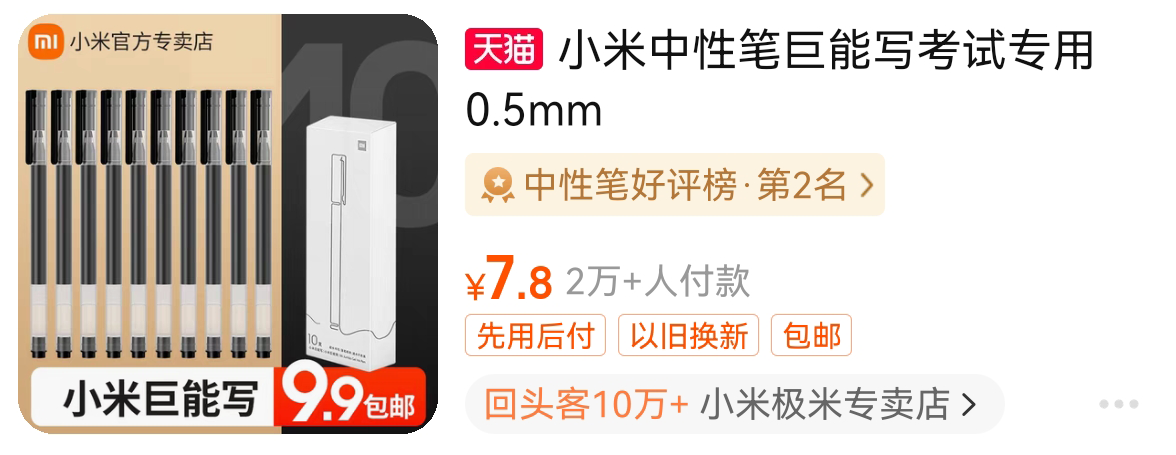 小米官方专卖店
10支
小米巨能写
9.9包邮
天猫 小米中性笔巨能写考试专用
0.5mm
中性笔好评榜·第2名
¥7.8 2万+人付款
先用后付 以旧换新 包邮
回头客10万+ 小米极米专卖店